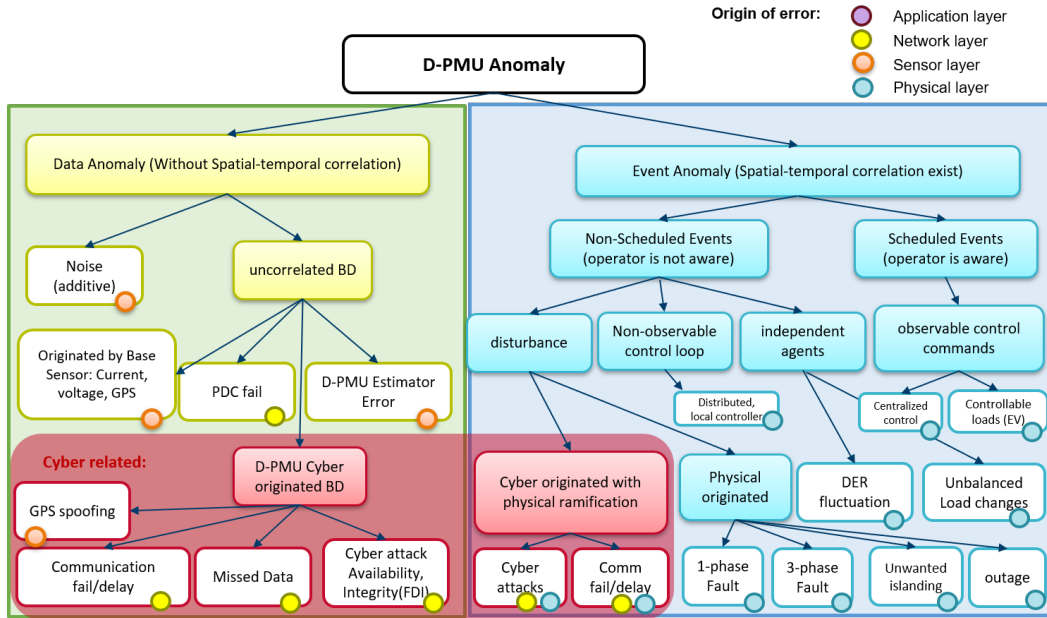 Origin of error:
Application layer
Network layer
Sensor layer
Physical layer
D-PMU Anomaly
Data Anomaly (Without Spatial-temporal correlation)
Event Anomaly (Spatial-temporal correlation exist)
Noise
(additive)
uncorrelated BD
Non-Scheduled Events
(operator is not aware)
Scheduled Events
(operator is aware)
Originated by Base
Sensor: Current,
voltage, GPS
PDC fail
D-PMU Estimator
Error
disturbance
Non-observable
control loop
independent
agents
observable control
commands
Distributed,
local controller
Centralized
control
Controllable
loads (EV)
Cyber related:
D-PMU Cyber
originated BD
Cyber originated with
physical ramification
Physical
originated
DER
fluctuation
Unbalanced
Load changes
GPS spoofing
Communication
fail/delay
Missed Data
Cyber attack
Availability,
Integrity(FDI)
Cyber
attacks
Comm
fail/delay
1-phase
Fault
3-phase
Fault
Unwanted
islanding
outage